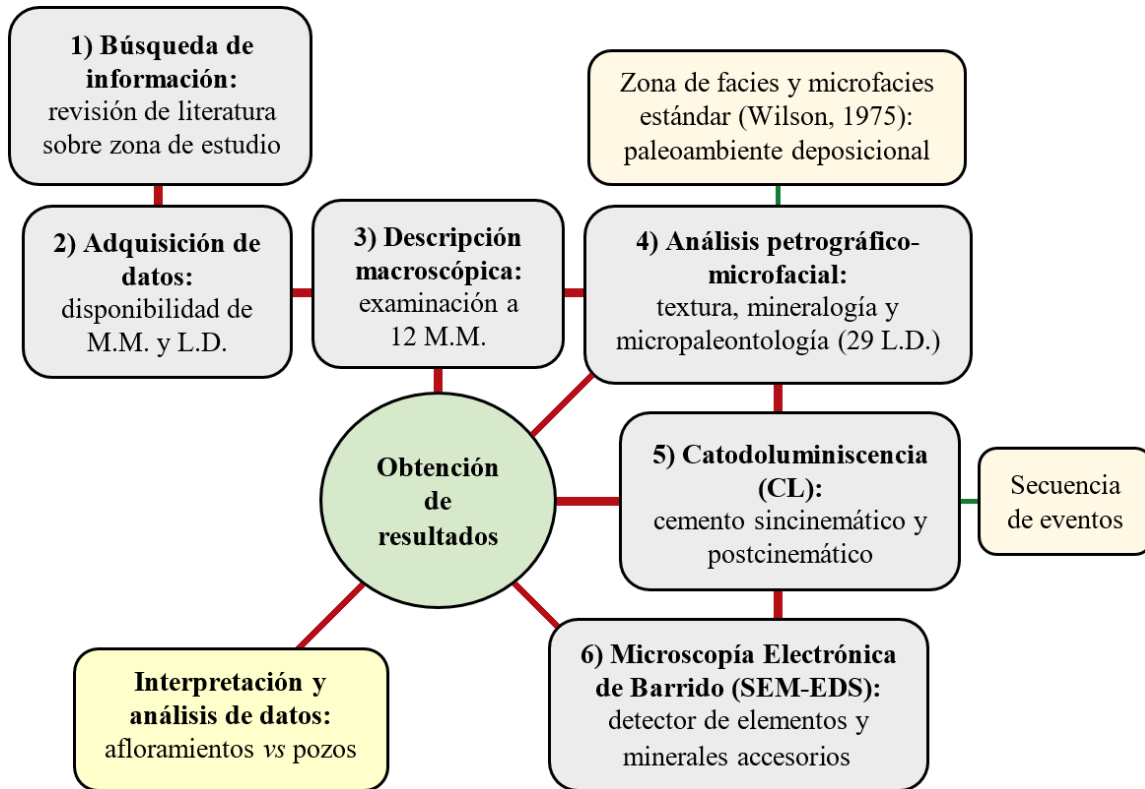 1) Búsqueda de
información:
revisión de literatura
sobre zona de estudio
Zona de facies y microfacies
estándar (Wilson, 1975):
paleoambiente deposicional
2) Adquisición de
datos:
disponibilidad de
M.M. y L.D.
3) Descripción
macroscópica:
examinación a
12 M.M.
4) Análisis petrográfico-
microfacial:
textura, mineralogía y
micropaleontología (29 L.D.)
Obtención
de
resultados
5) Catodoluminiscencia
(CL):
cemento sincinemático y
postcinemático
Secuencia
de eventos
6) Microscopía Electrónica
de Barrido (SEM-EDS):
detector de elementos y
minerales accesorios
Interpretación y
análisis de datos:
afloramientos vs pozos